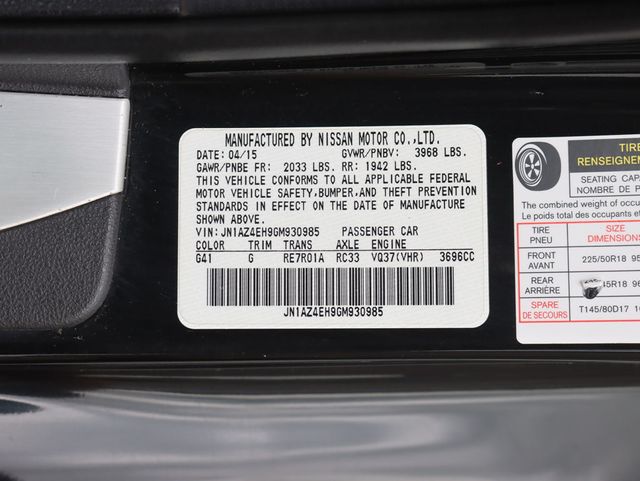 MANUFACTURED BY NISSAN MOTOR CO.,LTD.
DATE: 04/15 GVWR/PNBV: 3968 LBS.
GAWR/PNBE FR: 2033 LBS. RR: 1942 LBS.
THIS VEHICLE CONFORMS TO ALL APPLICABLE FEDERAL
MOTOR VEHICLE SAFETY,BUMPER,AND THEFT PREVENTION
STANDARDS IN EFFECT ON THE DATE OF MANUFACTURE
SHOWN ABOVE.
VIN: JN1AZ4EH9GM930985 PASSENGER CAR
COLOR TRIM TRANS AXLE ENGINE
G41 G RE7R01A RC33 VQ37(VHR) 3696CC
JN1AZ4EH9GM930985
TIRE
RENSEIGNEM
SEATING CAPA
NOMBRE DE P
The combined weight of occu
Le poids total des occupants et
TIRE SIZE
PNEU DIMENSIONS
FRONT
AVANT 225/50R18 95
REAR
ARRIÈRE 45R18 96
SPARE
DE SECOURS T145/80D17